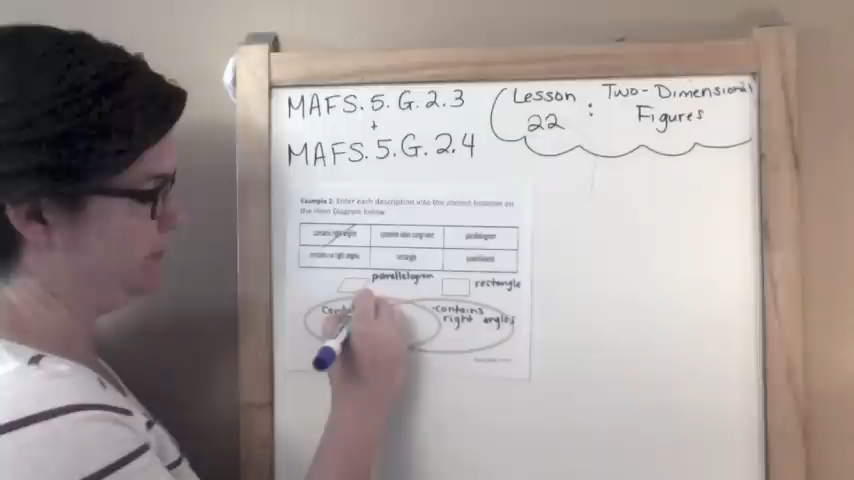 MAFS.5.G.2.3
+
MAFS.5.G.2.4
Lesson 22 : Two-Dimensional Figures
Example 2: Enter each description into the correct location on
the Venn Diagram below.
contains right angles
parallelogram
rectangle
parallelogram
rectangle
contains
right angles